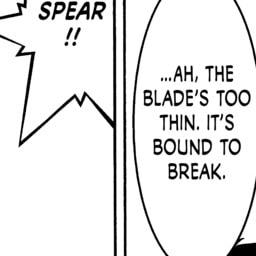 SPEAR
!!
...AH, THE
BLADE'S TOO
THIN. IT'S
BOUND TO
BREAK.